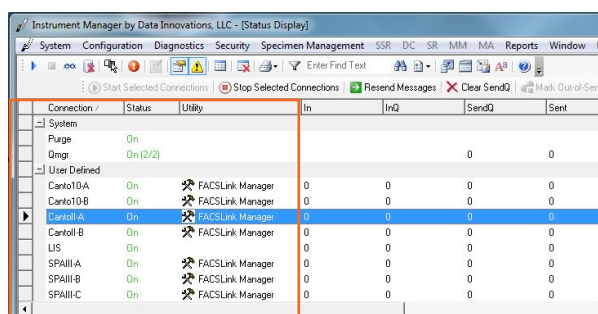 Instrument Manager by Data Innovations, LLC - [Status Display]
System Configuration Diagnostics Security Specimen Management SSR DC SR MM MA Reports Window
Enter Find Text
Start Selected Connections Stop Selected Connections Resend Messages Clear SendQ Mark Out-of-Ser
Connection / Status Utility In InQ SendQ Sent
System
Purge On
Qmgr On (2/2) 0 0
User Defined
Canto10-A On FACSLink Manager 0 0 0 0
Canto10-B On FACSLink Manager 0 0 0 0
CantoII-A On FACSLink Manager 0 0 0 0
CantoII-B On FACSLink Manager 0 0 0 0
LIS On 0 0 0 0
SPAIII-A On FACSLink Manager 0 0 0 0
SPAIII-B On FACSLink Manager 0 0 0 0
SPAIII-C On FACSLink Manager 0 0 0 0